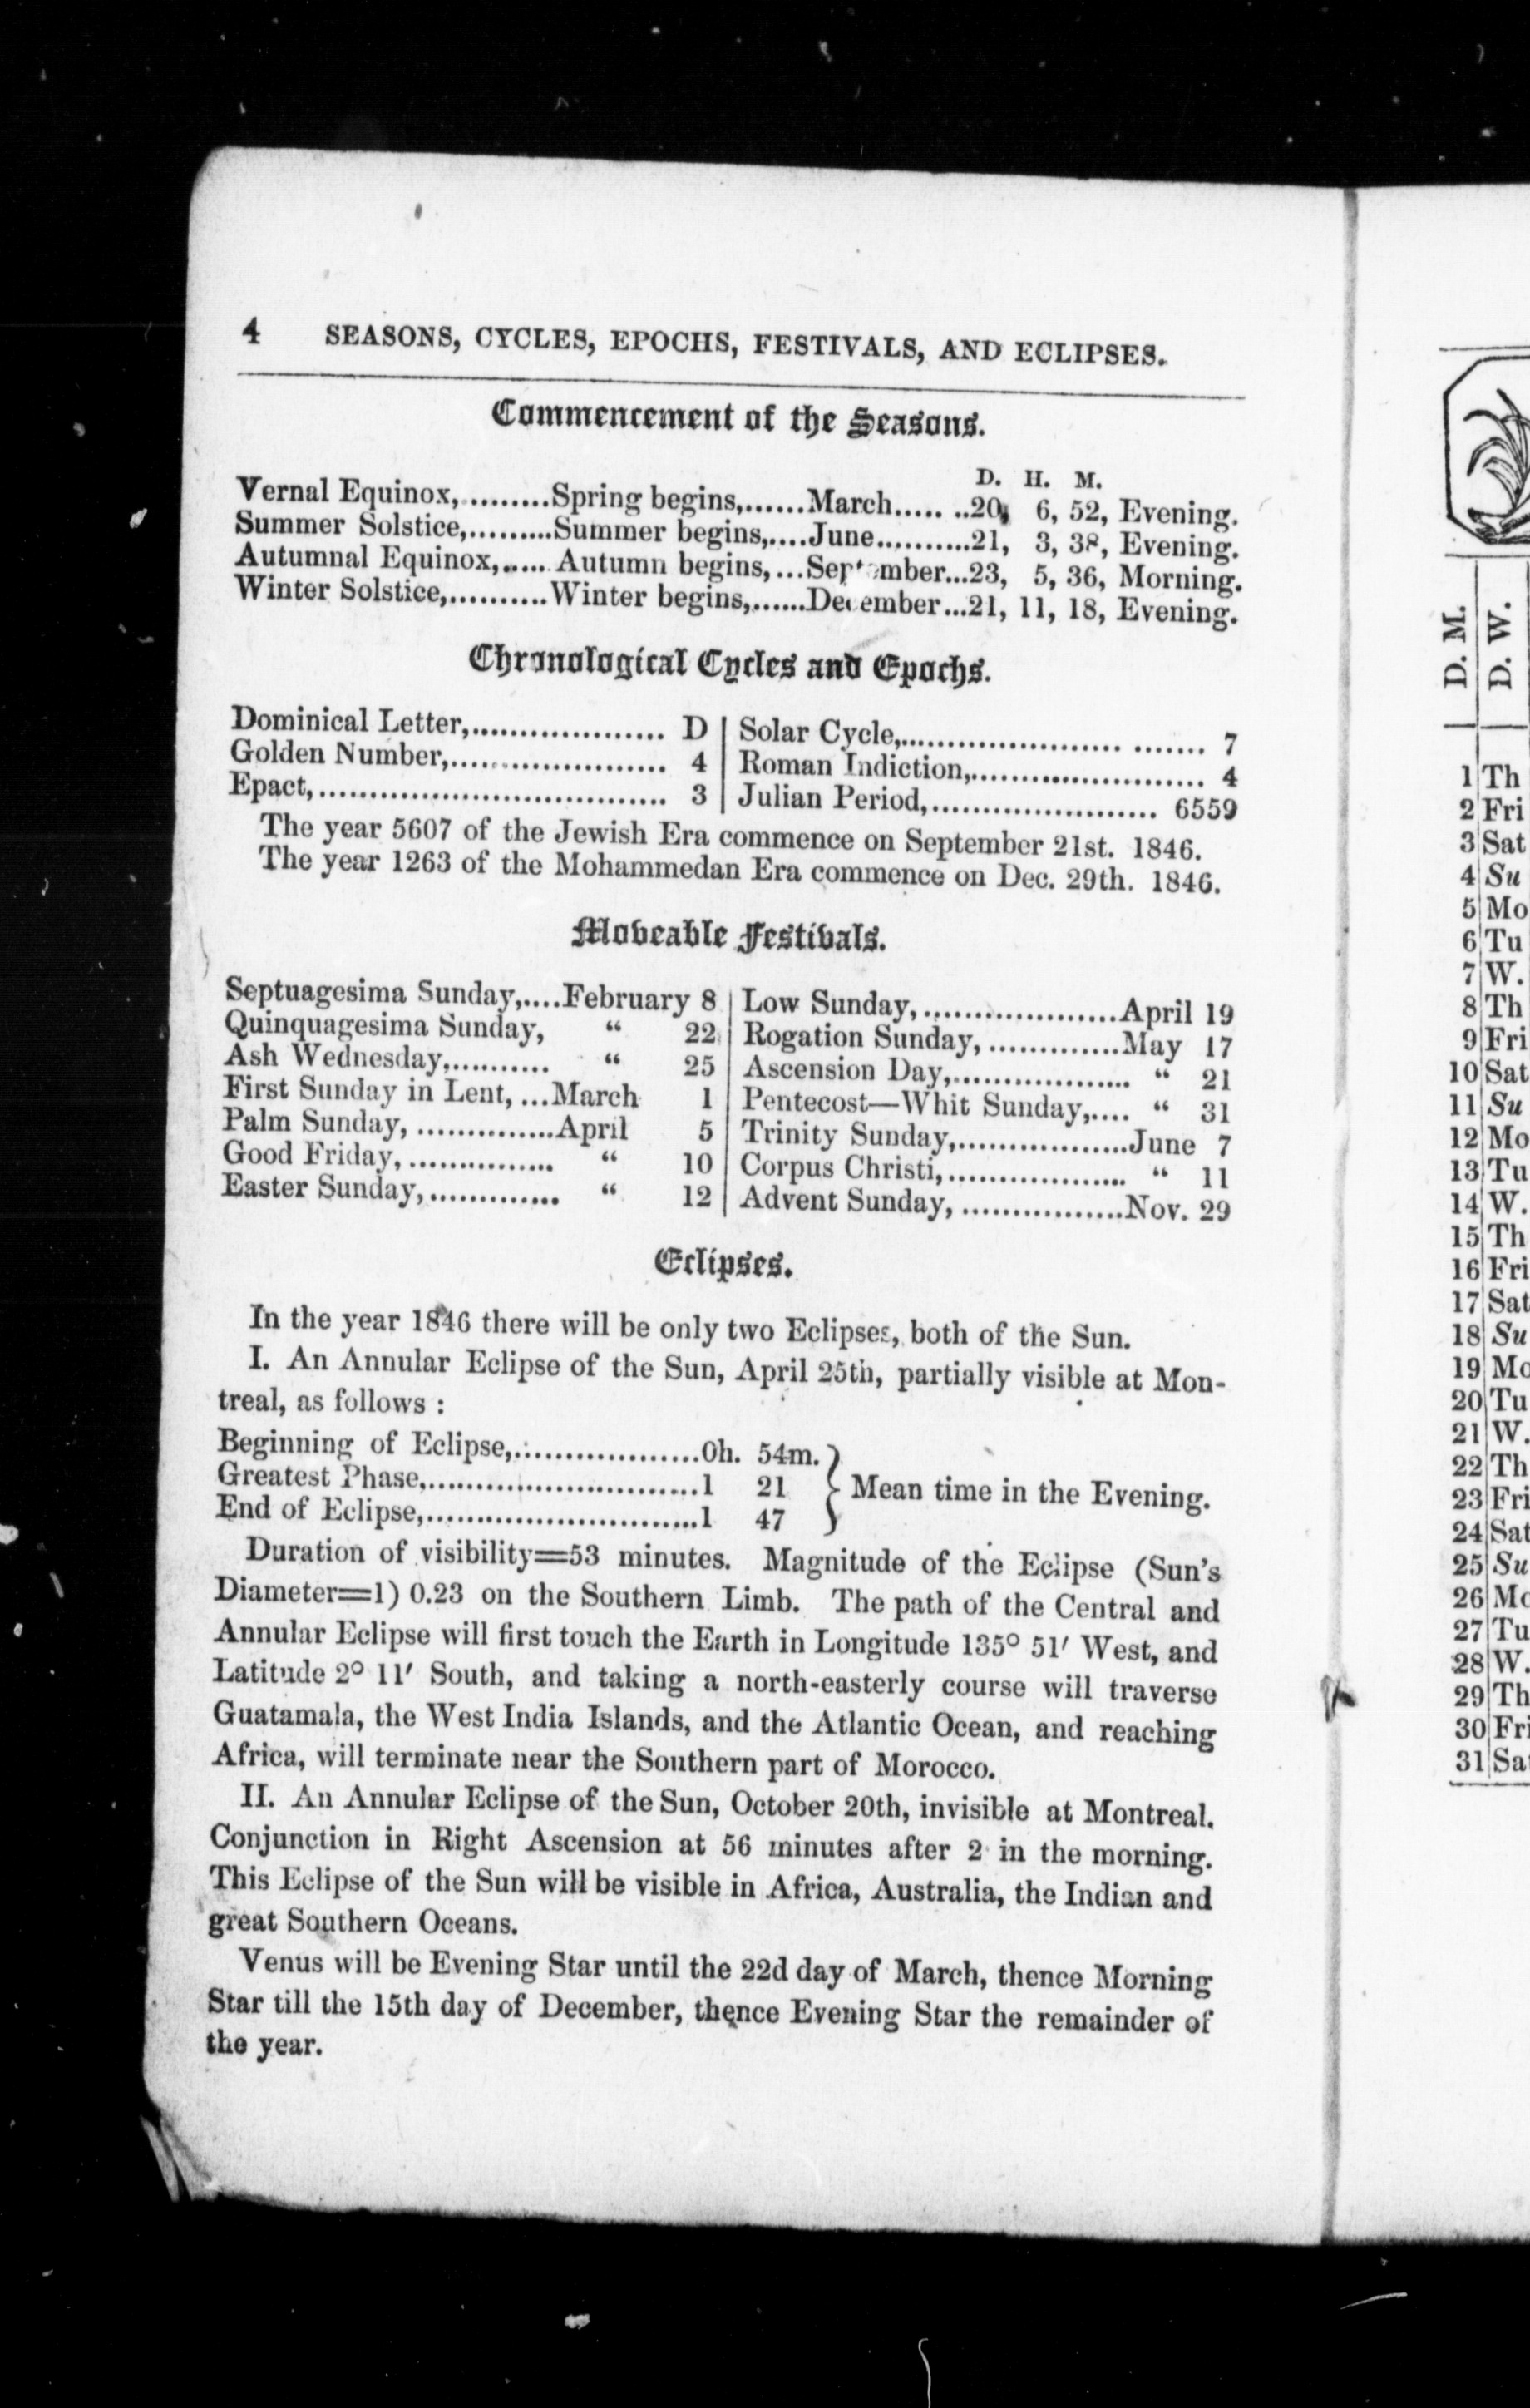 4 SEASONS, CYCLES, EPOCHS, FESTIVALS, AND ECLIPSES.
Commencement of the Seasons.
D. H. M.
Vernal Equinox,.........Spring begins,......March..... ..20, 6, 52, Evening.
Summer Solstice,.........Summer begins,....June..........21, 3, 38, Evening.
Autumnal Equinox,..... Autumn begins,...September...23, 5, 36, Morning.
Winter Solstice,..........Winter begins,......December...21, 11, 18, Evening.
Chronological Cycles and Epochs.
Dominical Letter,................... D | Solar Cycle,..................... ....... 7
Golden Number,..................... 4 | Roman Indiction,....................... 4
Epact,.................................. 3 | Julian Period,...................... 6559
The year 5607 of the Jewish Era commence on September 21st. 1846.
The year 1263 of the Mohammedan Era commence on Dec. 29th. 1846.
Moveable Festivals.
Septuagesima Sunday,....February 8 | Low Sunday,...................April 19
Quinquagesima Sunday, “ 22 | Rogation Sunday,.............May 17
Ash Wednesday,.......... “ 25 | Ascension Day,.................. “ 21
First Sunday in Lent,...March 1 | Pentecost—Whit Sunday,.... “ 31
Palm Sunday,..............April 5 | Trinity Sunday,.................June 7
Good Friday,............... “ 10 | Corpus Christi,.................. “ 11
Easter Sunday,............. “ 12 | Advent Sunday,................Nov. 29
Eclipses.
In the year 1846 there will be only two Eclipses, both of the Sun.
I. An Annular Eclipse of the Sun, April 25th, partially visible at Mon-
treal, as follows :
Beginning of Eclipse,...................0h. 54m.
Greatest Phase,...........................1 21 } Mean time in the Evening.
End of Eclipse,...........................1 47
Duration of visibility=53 minutes. Magnitude of the Eclipse (Sun's
Diameter=1) 0.23 on the Southern Limb. The path of the Central and
Annular Eclipse will first touch the Earth in Longitude 135° 51′ West, and
Latitude 2° 11′ South, and taking a north-easterly course will traverse
Guatamala, the West India Islands, and the Atlantic Ocean, and reaching
Africa, will terminate near the Southern part of Morocco.
II. An Annular Eclipse of the Sun, October 20th, invisible at Montreal.
Conjunction in Right Ascension at 56 minutes after 2 in the morning.
This Eclipse of the Sun will be visible in Africa, Australia, the Indian and
great Southern Oceans.
Venus will be Evening Star until the 22d day of March, thence Morning
Star till the 15th day of December, thence Evening Star the remainder of
the year.
D. M. D. W.
1 Th
2 Fri
3 Sat
4 Su
5 Mo
6 Tu
7 W.
8 Th
9 Fri
10 Sat
11 Su
12 Mo
13 Tu
14 W.
15 Th
16 Fri
17 Sat
18 Su
19 Mo
20 Tu
21 W.
22 Th
23 Fri
24 Sat
25 Su
26 Mo
27 Tu
28 W.
29 Th
30 Fri
31 Sa